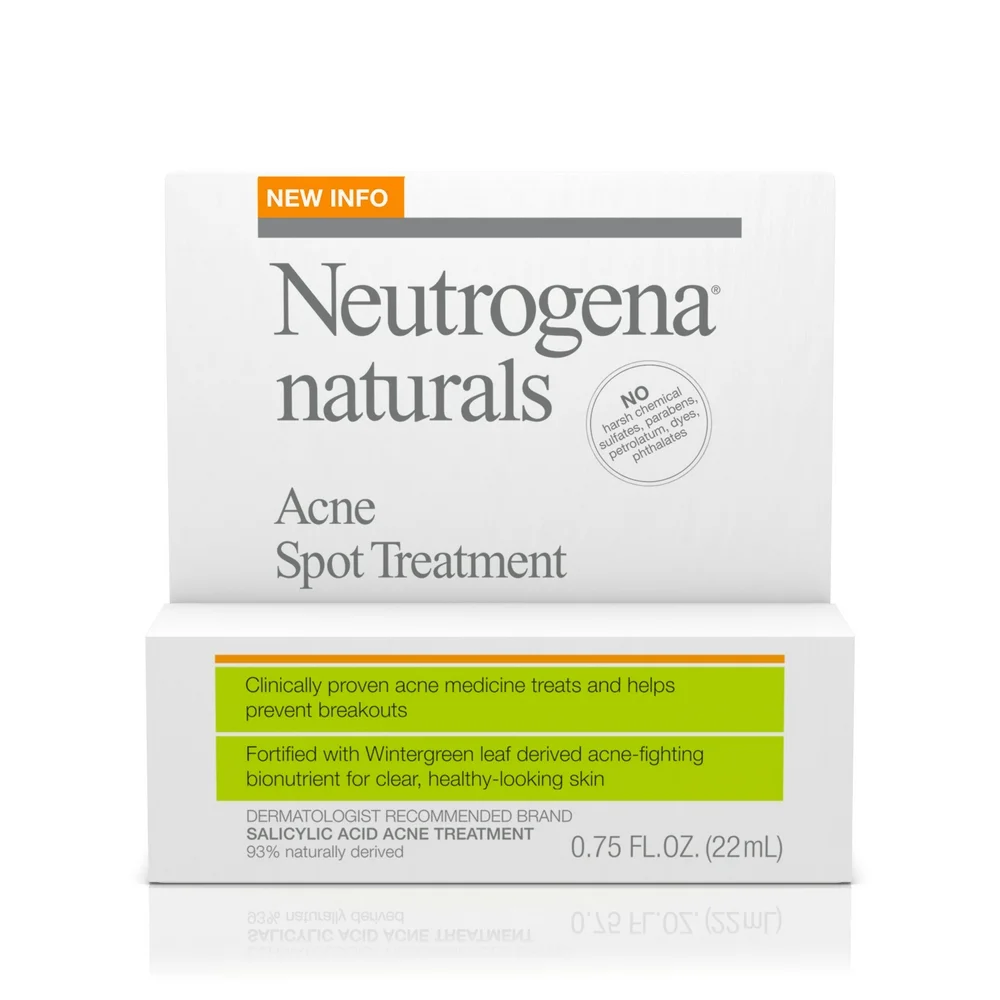 NEW INFO
Neutrogena®
naturals
NO
harsh chemical
sulfates, parabens,
petrolatum, dyes,
phthalates
Acne
Spot Treatment
Clinically proven acne medicine treats and helps
prevent breakouts
Fortified with Wintergreen leaf derived acne-fighting
bionutrient for clear, healthy-looking skin
DERMATOLOGIST RECOMMENDED BRAND
SALICYLIC ACID ACNE TREATMENT
93% naturally derived
0.75 FL.OZ. (22mL)